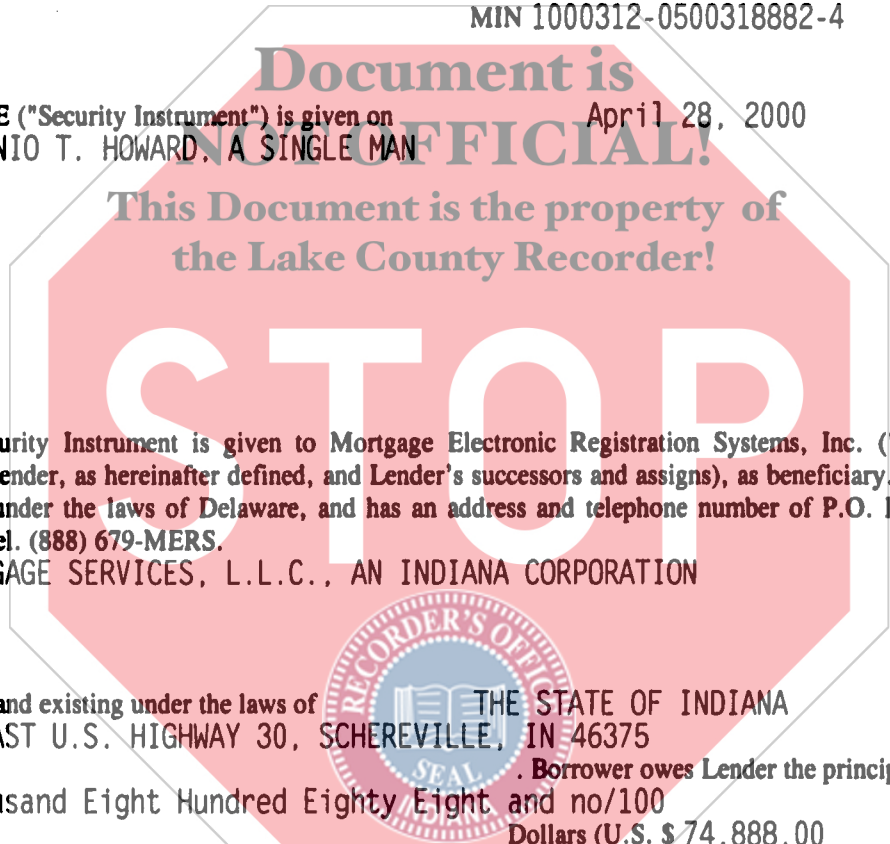 MIN 1000312-0500318882-4
Document is
E ("Security Instrument") is given on April 28, 2000
NIO T. HOWARD, A SINGLE MAN
NOT OFFICIAL!
This Document is the property of
the Lake County Recorder!
STOP
urity Instrument is given to Mortgage Electronic Registration Systems, Inc. (
ender, as hereinafter defined, and Lender's successors and assigns), as beneficiary.
under the laws of Delaware, and has an address and telephone number of P.O.
el. (888) 679-MERS.
GAGE SERVICES, L.L.C., AN INDIANA CORPORATION
RECORDER'S OFFIC
and existing under the laws of THE STATE OF INDIANA
AST U.S. HIGHWAY 30, SCHEREVILLE, IN 46375
SEAL
. Borrower owes Lender the princip
usand Eight Hundred Eighty Eight and no/100
INDIANA
Dollars (U.S. $ 74,888.00